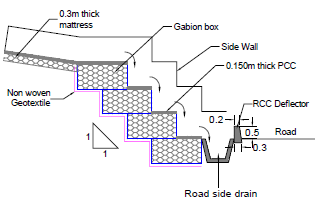 0.3m thick
mattress
Gabion box
Side Wall
0.150m thick PCC
Non woven
Geotextile
RCC Deflector
0.2
0.5
Road
0.3
1
1
Road side drain